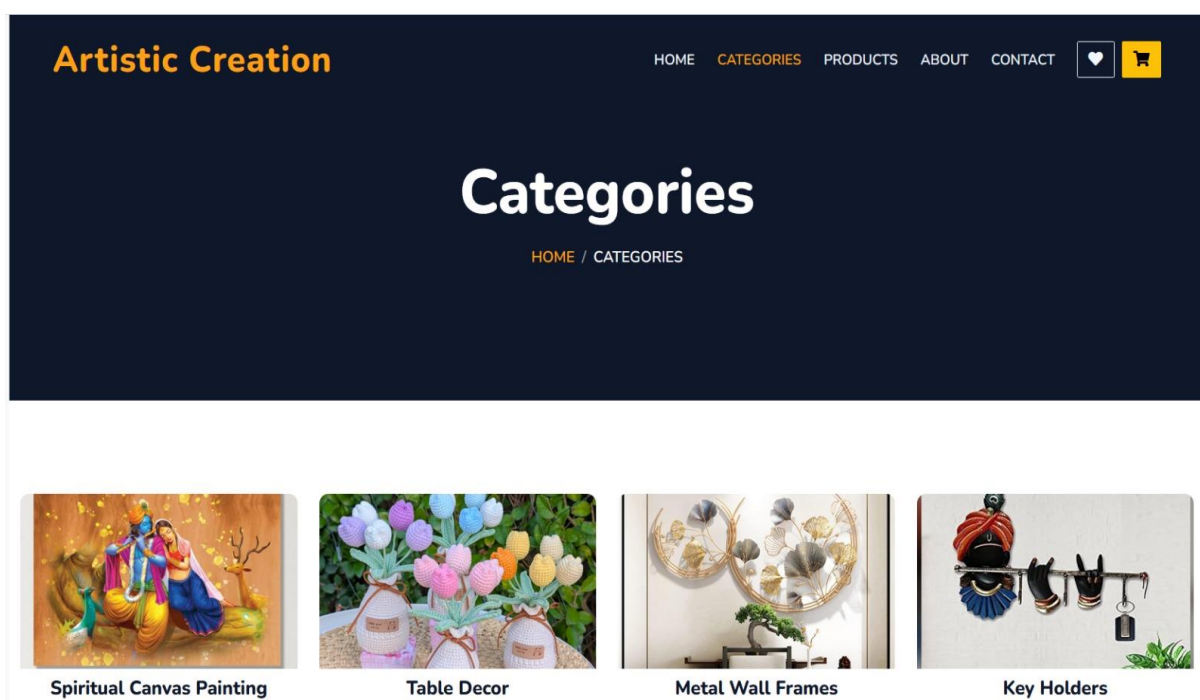 Artistic Creation
HOME CATEGORIES PRODUCTS ABOUT CONTACT
Categories
HOME / CATEGORIES
Spiritual Canvas Painting
Table Decor
Metal Wall Frames
Key Holders